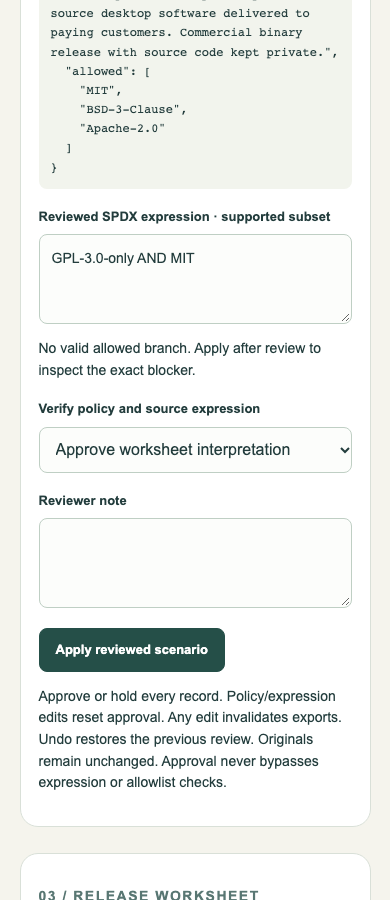 source desktop software delivered to
paying customers. Commercial binary
release with source code kept private.",
"allowed": [
"MIT",
"BSD-3-Clause",
"Apache-2.0"
]
}
Reviewed SPDX expression · supported subset
GPL-3.0-only AND MIT
No valid allowed branch. Apply after review to
inspect the exact blocker.
Verify policy and source expression
Approve worksheet interpretation
Reviewer note
Apply reviewed scenario
Approve or hold every record. Policy/expression
edits reset approval. Any edit invalidates exports.
Undo restores the previous review. Originals
remain unchanged. Approval never bypasses
expression or allowlist checks.
03 / RELEASE WORKSHEET